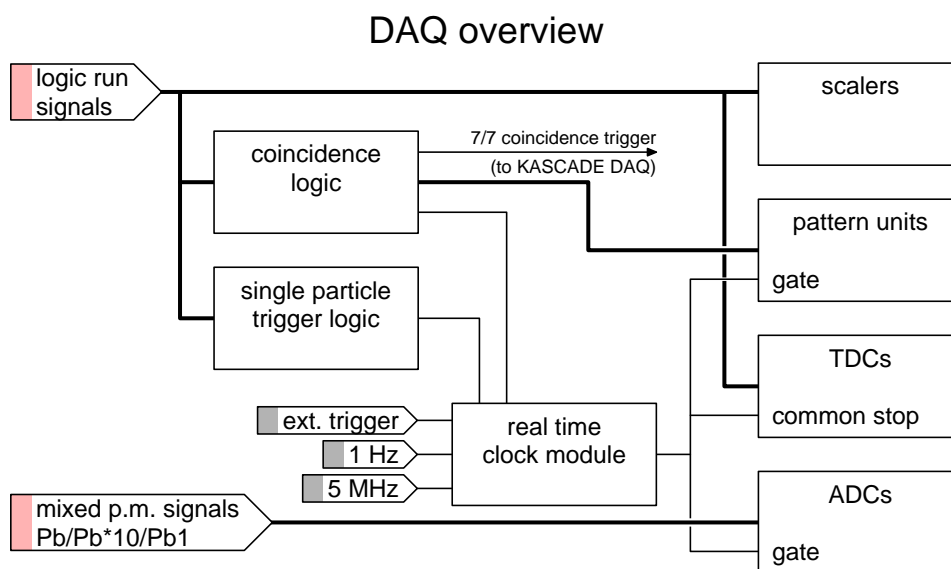 DAQ overview
logic run
signals
scalers
coincidence
logic
7/7 coincidence trigger
(to KASCADE DAQ)
pattern units
gate
single particle
trigger logic
TDCs
common stop
ext. trigger
1 Hz
5 MHz
real time
clock module
mixed p.m. signals
Pb/Pb*10/Pb1
ADCs
gate